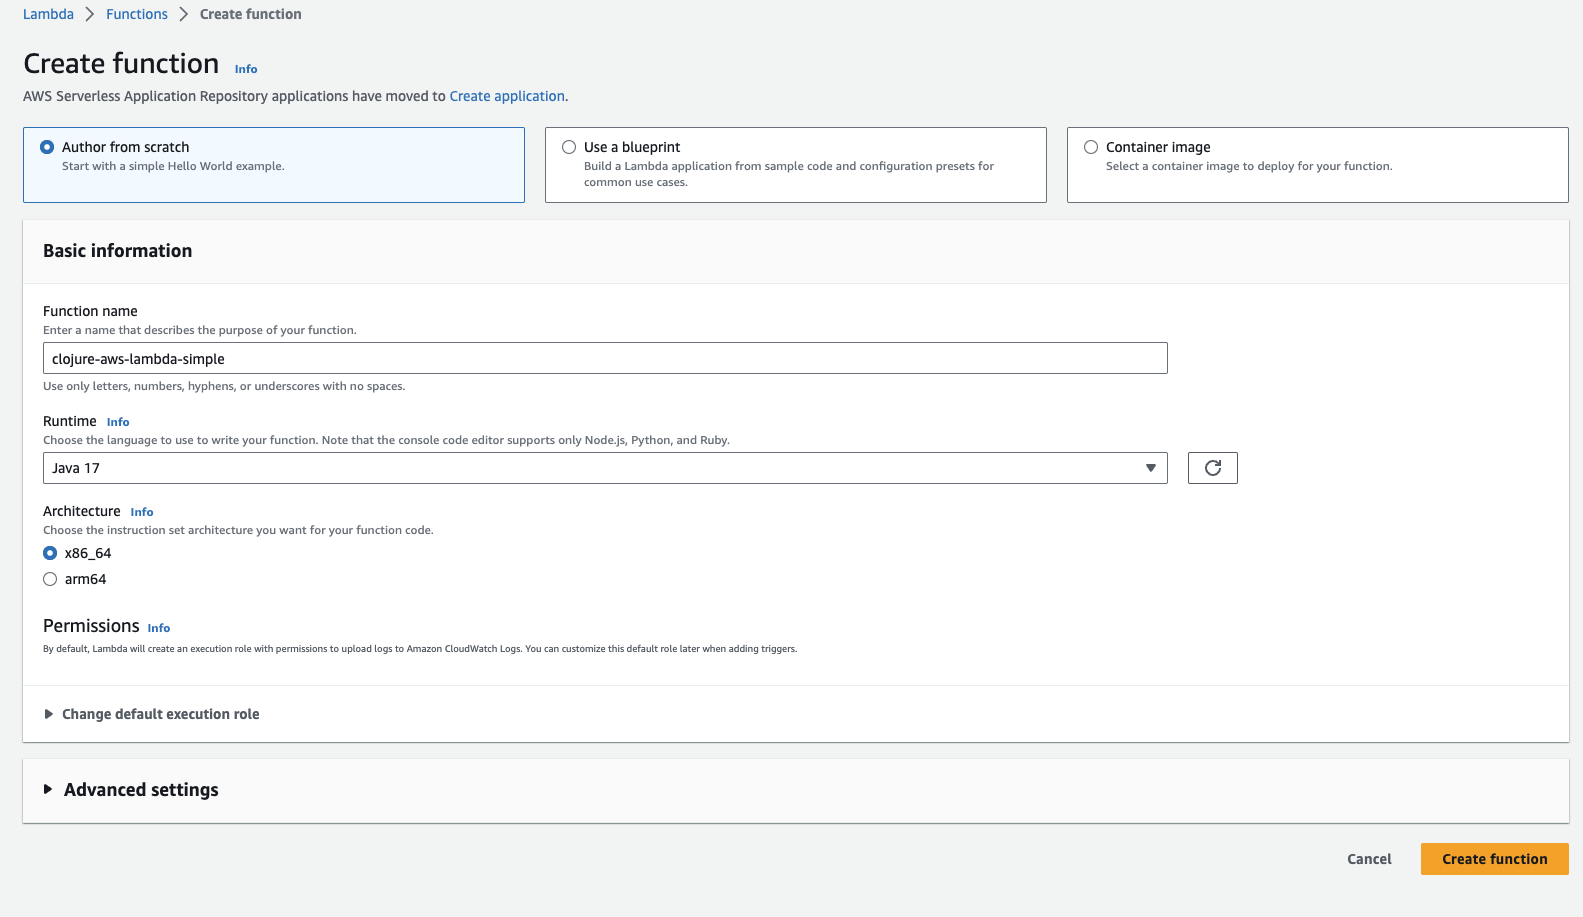 Lambda > Functions > Create function
Create function Info
AWS Serverless Application Repository applications have moved to Create application.
Author from scratch
Start with a simple Hello World example.
Use a blueprint
Build a Lambda application from sample code and configuration presets for
common use cases.
Container image
Select a container image to deploy for your function.
Basic information
Function name
Enter a name that describes the purpose of your function.
clojure-aws-lambda-simple
Use only letters, numbers, hyphens, or underscores with no spaces.
Runtime Info
Choose the language to use to write your function. Note that the console code editor supports only Node.js, Python, and Ruby.
Java 17
Architecture Info
Choose the instruction set architecture you want for your function code.
x86_64
arm64
Permissions Info
By default, Lambda will create an execution role with permissions to upload logs to Amazon CloudWatch Logs. You can customize this default role later when adding triggers.
Change default execution role
Advanced settings
Cancel Create function